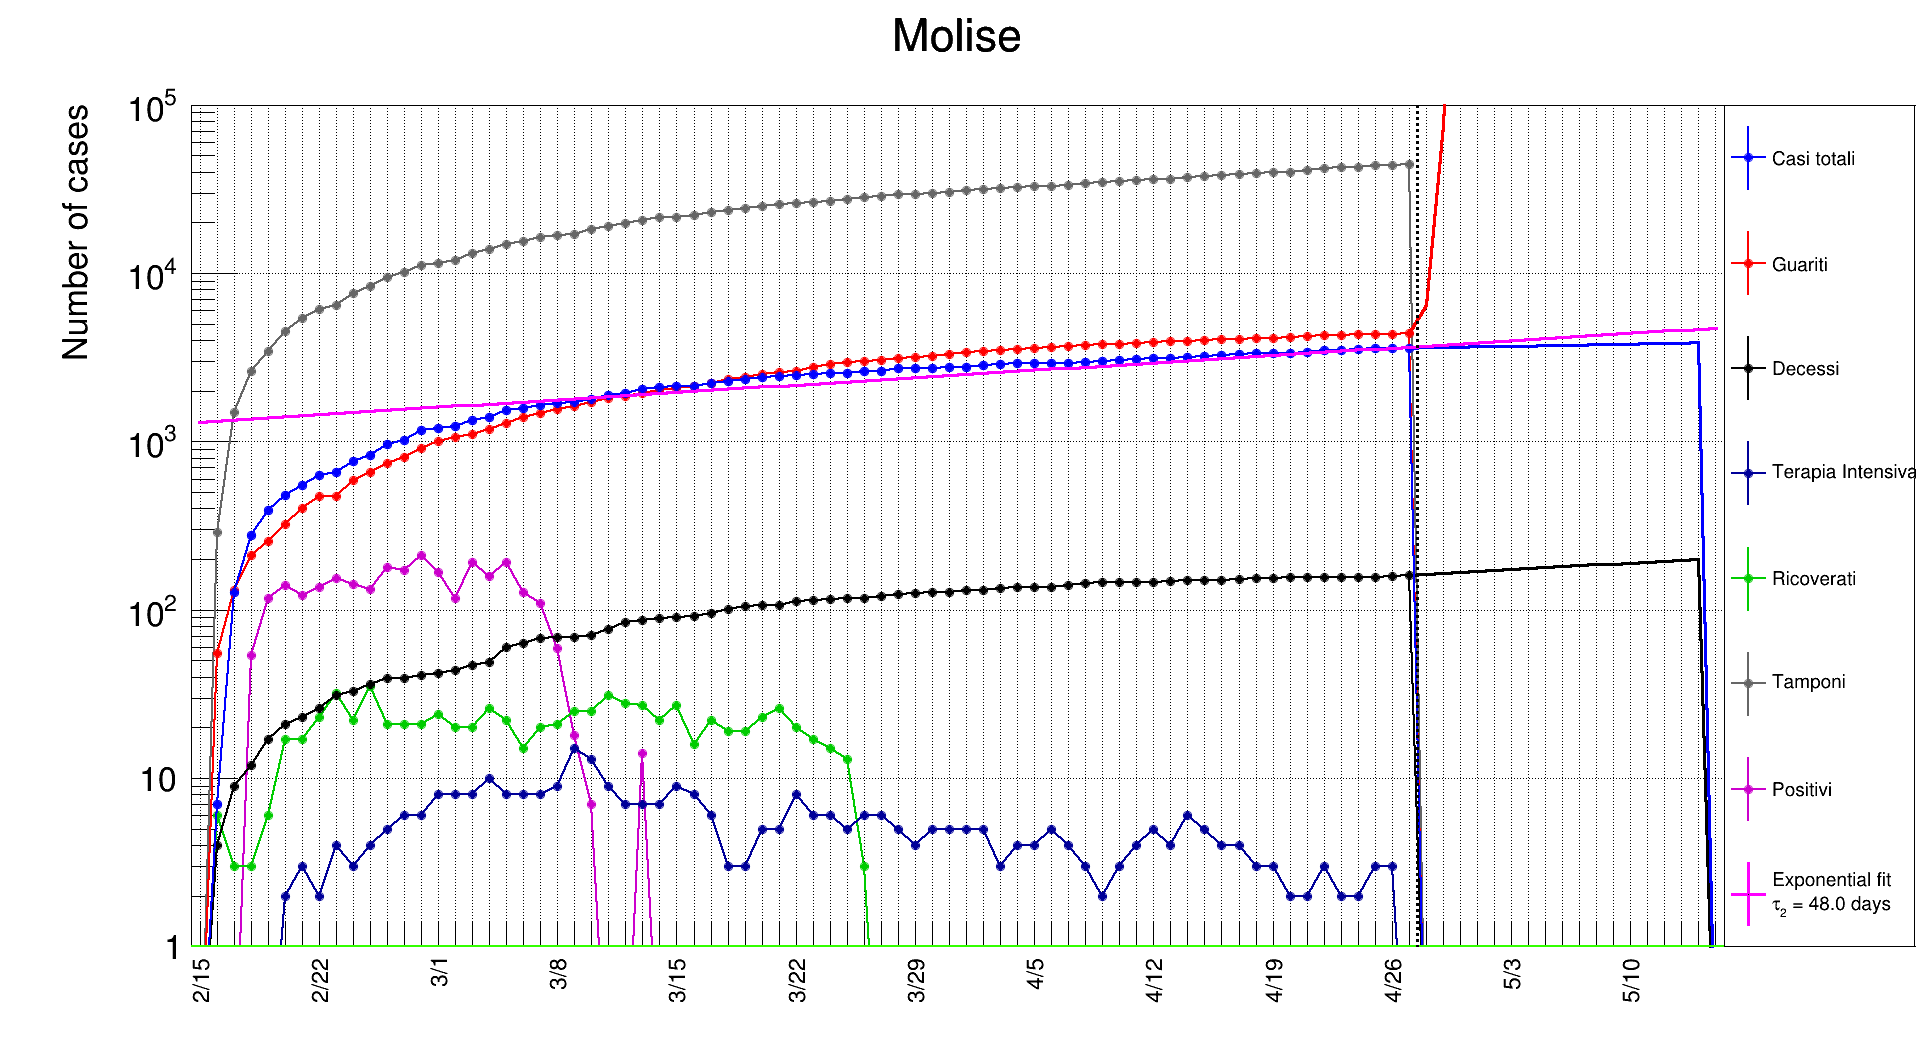 Molise
Number of cases
10^5
10^4
10^3
10^2
10
1
2/15
2/22
3/1
3/8
3/15
3/22
3/29
4/5
4/12
4/19
4/26
5/3
5/10
Casi totali
Guariti
Decessi
Terapia Intensiva
Ricoverati
Tamponi
Positivi
Exponential fit
τ₂ = 48.0 days